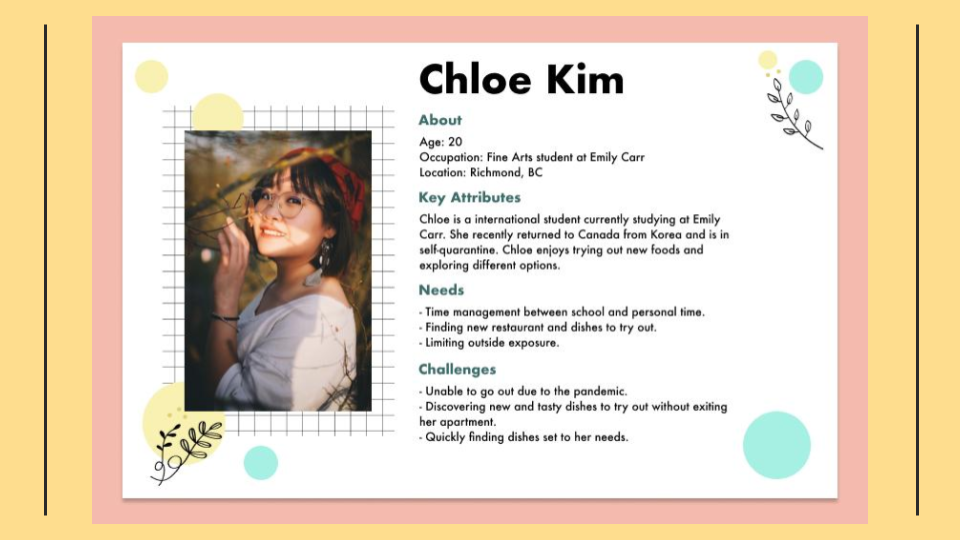 Chloe Kim
About
Age: 20
Occupation: Fine Arts student at Emily Carr
Location: Richmond, BC
Key Attributes
Chloe is a international student currently studying at Emily
Carr. She recently returned to Canada from Korea and is in
self-quarantine. Chloe enjoys trying out new foods and
exploring different options.
Needs
- Time management between school and personal time.
- Finding new restaurant and dishes to try out.
- Limiting outside exposure.
Challenges
- Unable to go out due to the pandemic.
- Discovering new and tasty dishes to try out without exiting
her apartment.
- Quickly finding dishes set to her needs.